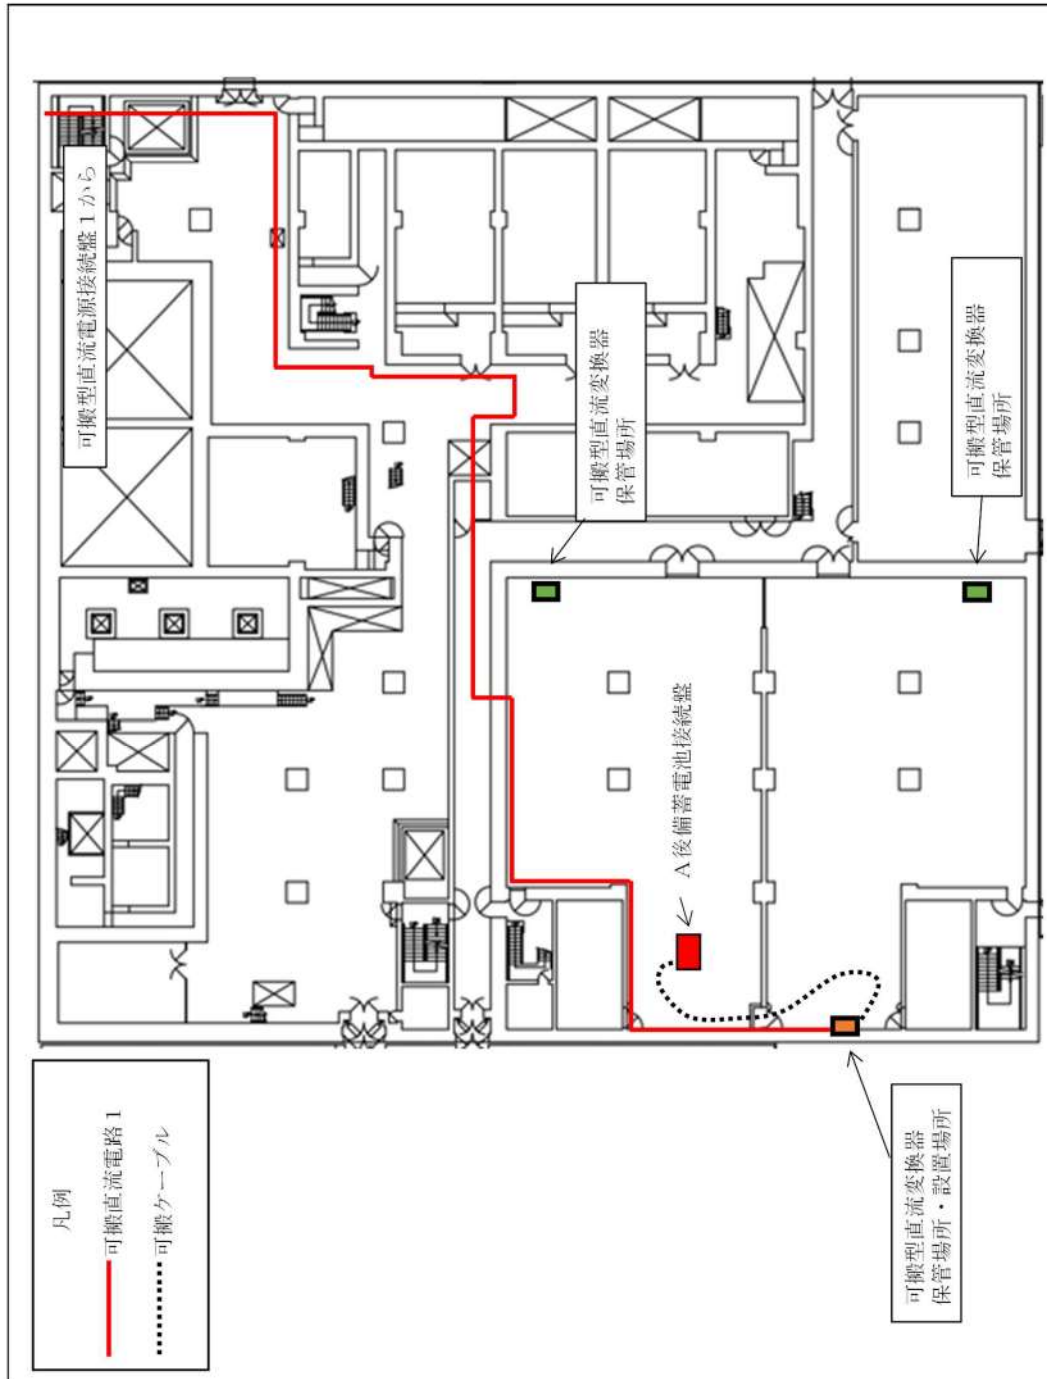 凡例
可搬直流電路1
可搬ケーブル
可搬型直流電源接続盤1から
可搬型直流変換器
保管場所
可搬型直流変換器
保管場所
A後備蓄電池接続盤
可搬型直流変換器
保管場所・設置場所